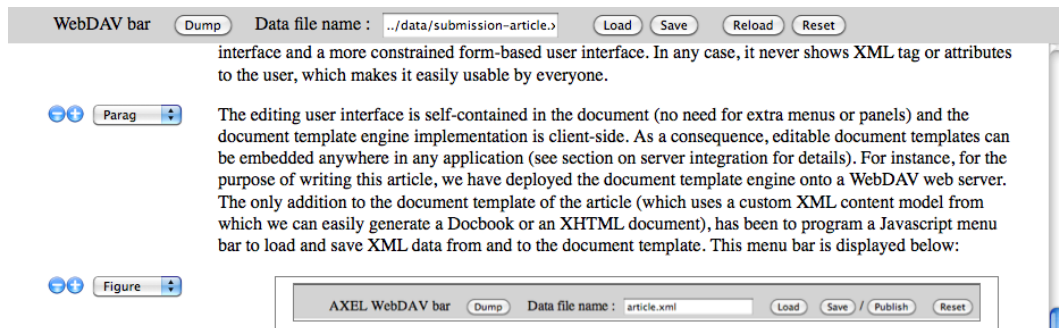 WebDAV bar Dump Data file name : ../data/submission-article.x Load Save Reload Reset
interface and a more constrained form-based user interface. In any case, it never shows XML tag or attributes
to the user, which makes it easily usable by everyone.
Parag The editing user interface is self-contained in the document (no need for extra menus or panels) and the
document template engine implementation is client-side. As a consequence, editable document templates can
be embedded anywhere in any application (see section on server integration for details). For instance, for the
purpose of writing this article, we have deployed the document template engine onto a WebDAV web server.
The only addition to the document template of the article (which uses a custom XML content model from
which we can easily generate a Docbook or an XHTML document), has been to program a Javascript menu
bar to load and save XML data from and to the document template. This menu bar is displayed below:
Figure AXEL WebDAV bar Dump Data file name : article.xml Load Save / Publish Reset